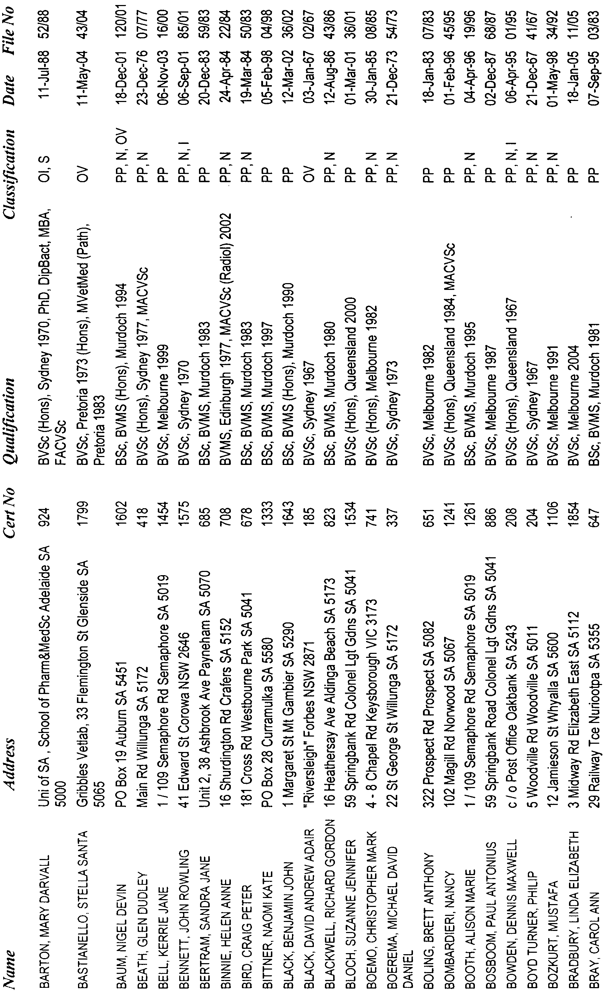 Name Address Cert No Qualification Classification Date File No
BARTON, MARY DARVALL Uni of SA , School of Pharm&MedSc Adelaide SA 924 BVSc (Hons), Sydney 1970, PhD, DipBact, MBA, OI, S 11-Jul-88 52/88
5000 FACVSc
BASTIANELLO, STELLA SANTA Gribbles Vetlab, 33 Flemington St Glenside SA 1799 BVSc, Pretoria 1973 (Hons), MVetMed (Path), OV 11-May-04 43/04
5065 Pretoria 1983
BAUM, NIGEL DEVIN PO Box 19 Auburn SA 5451 1602 BSc, BVMS (Hons), Murdoch 1994 PP, N, OV 18-Dec-01 120/01
BEATH, GLEN DUDLEY Main Rd Willunga SA 5172 418 BVSc (Hons), Sydney 1977, MACVSc PP, N 23-Dec-76 07/77
BELL, KERRIE JANE 1 / 109 Semaphore Rd Semaphore SA 5019 1454 BVSc, Melbourne 1999 PP 06-Nov-03 16/00
BENNETT, JOHN ROWLING 41 Edward St Corowa NSW 2646 1575 BVSc, Sydney 1970 PP, N, I 06-Sep-01 85/01
BERTRAM, SANDRA JANE Unit 2, 38 Ashbrook Ave Payneham SA 5070 685 BSc, BVMS, Murdoch 1983 PP 20-Dec-83 59/83
BINNIE, HELEN ANNE 16 Shurdington Rd Crafers SA 5152 708 BVMS, Edinburgh 1977, MACVSc (Radiol) 2002 PP, N 24-Apr-84 22/84
BIRD, CRAIG PETER 181 Cross Rd Westbourne Park SA 5041 678 BSc, BVMS, Murdoch 1983 PP, N 19-Mar-84 50/83
BITTNER, NAOMI KATE PO Box 28 Curramulka SA 5580 1333 BSc, BVMS, Murdoch 1997 PP 05-Feb-98 04/98
BLACK, BENJAMIN JOHN 1 Margaret St Mt Gambier SA 5290 1643 BSc, BVMS (Hons), Murdoch 1990 PP 12-Mar-02 36/02
BLACK, DAVID ANDREW ADAIR "Riversleigh" Forbes NSW 2871 185 BVSc, Sydney 1967 OV 03-Jan-67 02/67
BLACKWELL, RICHARD GORDON 16 Heathersay Ave Aldinga Beach SA 5173 823 BSc, BVMS, Murdoch 1980 PP, N 12-Aug-86 43/86
BLOCH, SUZANNE JENNIFER 59 Springbank Rd Colonel Lgt Gdns SA 5041 1534 BVSc (Hons), Queensland 2000 PP 01-Mar-01 36/01
BOEMO, CHRISTOPHER MARK 4 - 8 Chapel Rd Keysborough VIC 3173 741 BVSc (Hons), Melbourne 1982 PP, N 30-Jan-85 08/85
BOEREMA, MICHAEL DAVID 22 St George St Willunga SA 5172 337 BVSc, Sydney 1973 PP, N 21-Dec-73 54/73
DANIEL
BOLING, BRETT ANTHONY 322 Prospect Rd Prospect SA 5082 651 BVSc, Melbourne 1982 PP 18-Jan-83 07/83
BOMBARDIERI, NANCY 102 Magill Rd Norwood SA 5067 1241 BVSc (Hons), Queensland 1984, MACVSc PP 01-Feb-96 45/95
BOOTH, ALISON MARIE 1 / 109 Semaphore Rd Semaphore SA 5019 1261 BSc, BVMS, Murdoch 1995 PP, N 04-Apr-96 19/96
BOSBOOM, PAUL ANTONIUS 59 Springbank Road Colonel Lgt Gdns SA 5041 886 BVSc, Melbourne 1987 PP 02-Dec-87 68/87
BOWDEN, DENNIS MAXWELL c / o Post Office Oakbank SA 5243 208 BVSc (Hons), Queensland 1967 PP, N, I 06-Apr-95 01/95
BOYD TURNER, PHILIP 5 Woodville Rd Woodville SA 5011 204 BVSc, Sydney 1967 PP, N 21-Dec-67 41/67
BOZKURT, MUSTAFA 12 Jamieson St Whyalla SA 5600 1106 BVSc, Melbourne 1991 PP, N 01-May-98 34/92
BRADBURY, LINDA ELIZABETH 3 Midway Rd Elizabeth East SA 5112 1854 BVSc, Melbourne 2004 PP 18-Jan-05 11/05
BRAY, CAROL ANN 29 Railway Tce Nuriootpa SA 5355 647 BSc, BVMS, Murdoch 1981 PP 07-Sep-95 03/83